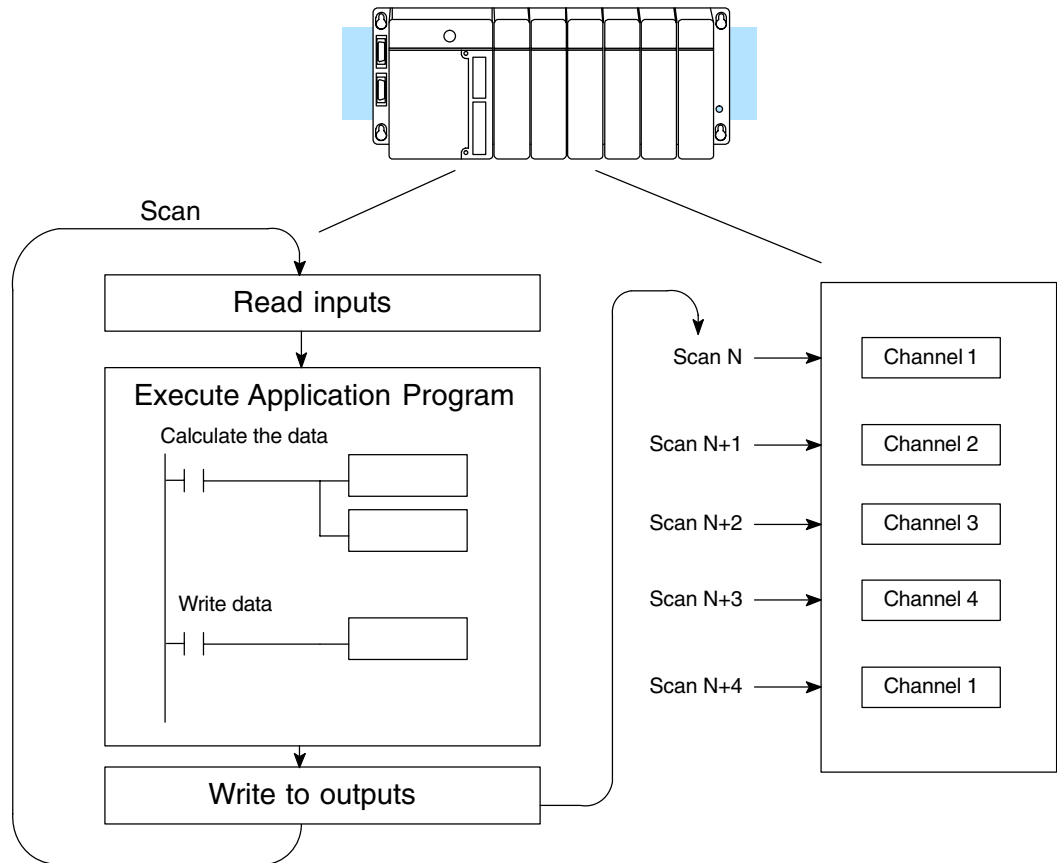 Scan
Read inputs
Execute Application Program
Calculate the data
Write data
Write to outputs
Scan N
Channel 1
Scan N+1
Channel 2
Scan N+2
Channel 3
Scan N+3
Channel 4
Scan N+4
Channel 1